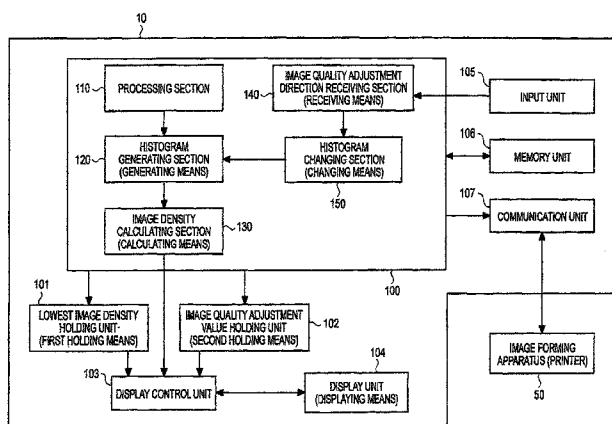 10
110
PROCESSING SECTION
140
IMAGE QUALITY ADJUSTMENT
DIRECTION RECEIVING SECTION
(RECEIVING MEANS)
105
INPUT UNIT
120
HISTOGRAM
GENERATING SECTION
(GENERATING MEANS)
HISTOGRAM
CHANGING SECTION
(CHANGING MEANS)
150
106
MEMORY UNIT
107
COMMUNICATION UNIT
IMAGE DENSITY
CALCULATING SECTION
(CALCULATING MEANS)
130
100
101
LOWEST IMAGE DENSITY
HOLDING UNIT-
(FIRST HOLDING MEANS)
IMAGE QUALITY ADJUSTMENT
VALUE HOLDING UNIT
(SECOND HOLDING MEANS)
102
103
DISPLAY CONTROL UNIT
104
DISPLAY UNIT
(DISPLAYING MEANS)
IMAGE FORMING
APPARATUS (PRINTER)
50